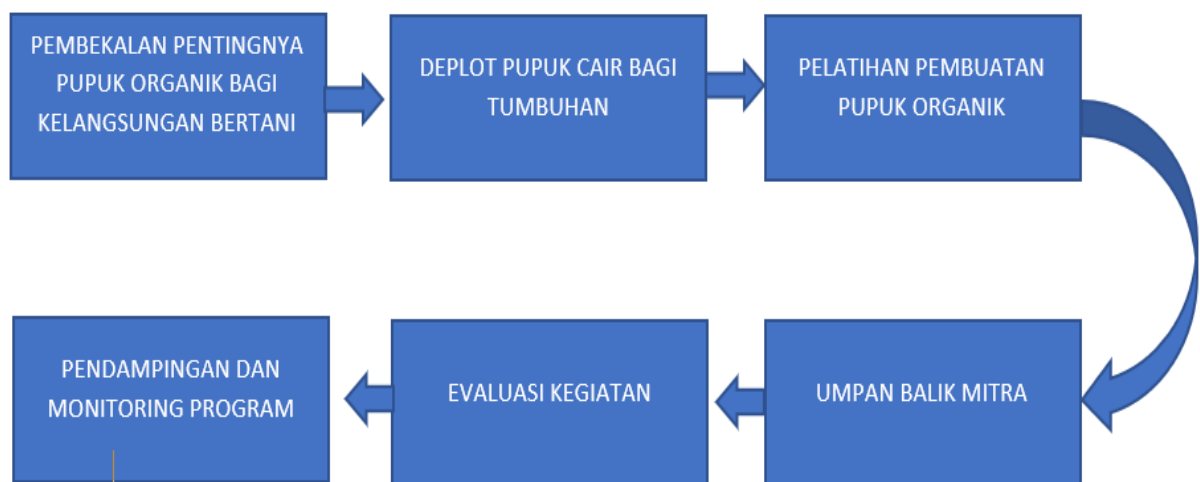 PEMBEKALAN PENTINGNYA
PUPUK ORGANIK BAGI
KELANGSUNGAN BERTANI
DEPLOT PUPUK CAIR BAGI
TUMBUHAN
PELATIHAN PEMBUATAN
PUPUK ORGANIK
UMPAN BALIK MITRA
EVALUASI KEGIATAN
PENDAMPINGAN DAN
MONITORING PROGRAM